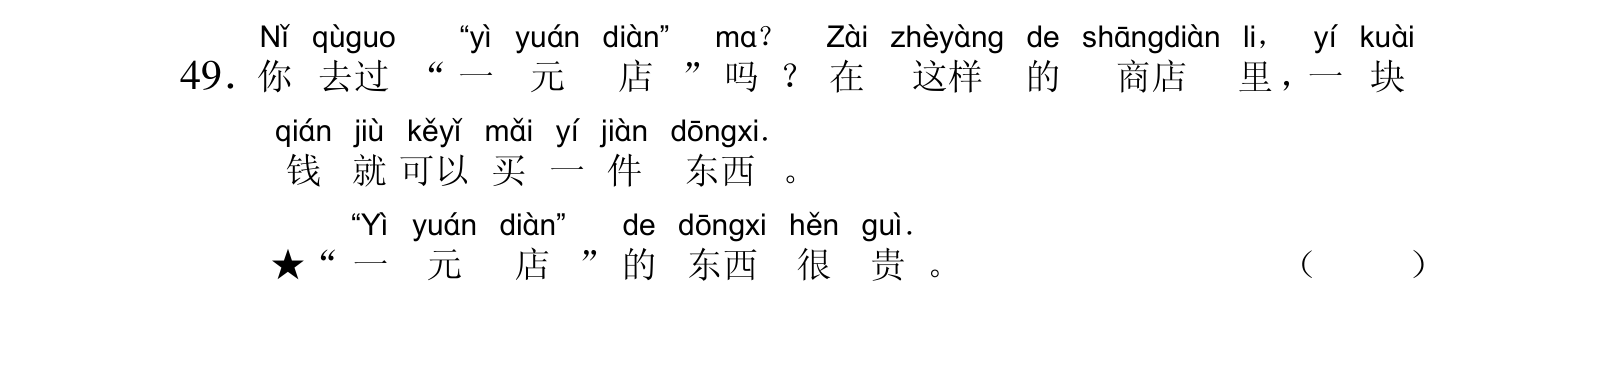 Nǐ qùguo “yì yuán diàn” ma? Zài zhèyàng de shāngdiàn li, yí kuài
49. 你去过“一元店”吗？在这样的商店里，一块
qián jiù kěyǐ mǎi yí jiàn dōngxi.
钱就可以买一件东西。
“Yì yuán diàn” de dōngxi hěn guì.
★“一元店”的东西很贵。（ ）